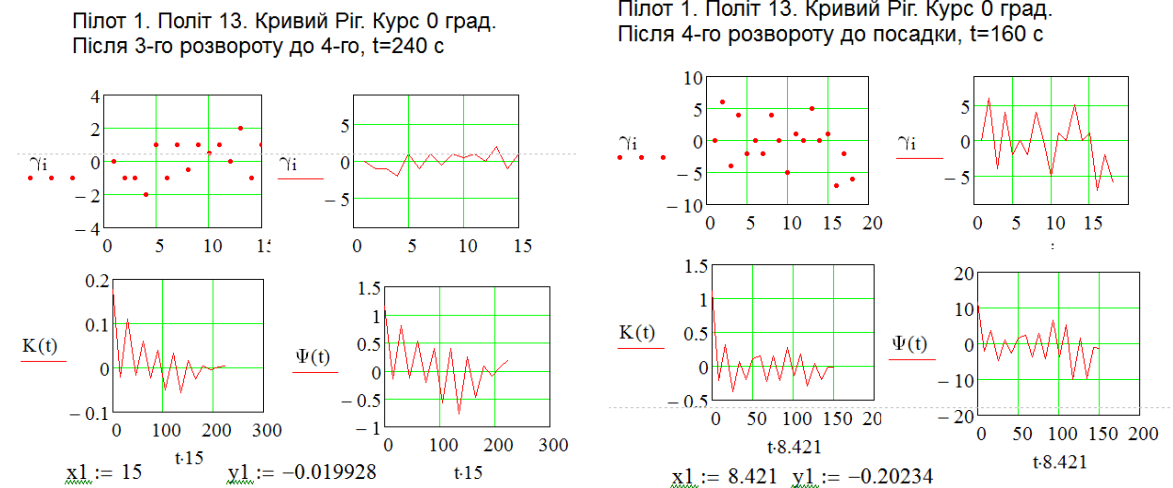 Пілот 1. Політ 13. Кривий Ріг. Курс 0 град.
Після 3-го розвороту до 4-го, t=240 с
4
2
0
− 2
− 4
γi
0 5 10 15
5
0
− 5
γi
0 5 10 15
0.2
0.1
0
− 0.1
K(t)
0 100 200 300
t·15
1.5
1
0.5
0
− 0.5
− 1
Ψ(t)
0 100 200 300
t·15
x1 := 15 y1 := −0.019928
Пілот 1. Політ 13. Кривий Ріг. Курс 0 град.
Після 4-го розвороту до посадки, t=160 с
10
5
0
− 5
− 10
γi
0 5 10 15 20
5
0
− 5
γi
0 5 10 15
1.5
1
0.5
0
− 0.5
K(t)
0 50 100 150 20
t·8.421
20
10
0
− 10
− 20
Ψ(t)
0 50 100 150 200
t·8.421
x1 := 8.421 y1 := −0.20234